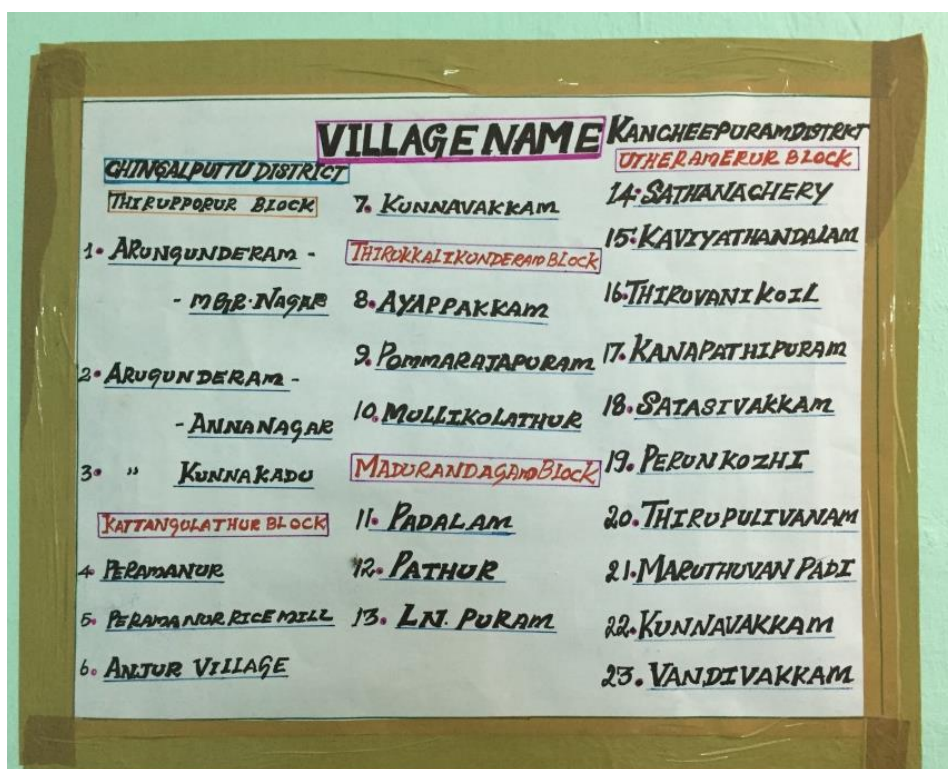 VILLAGE NAME
CHINGALPUTTU DISTRICT
THIRUPPORUR BLOCK
1. ARUNGUNDERAM -
- MGR. NAGAR
2. ARUGUNDERAM -
- ANNANAGAR
3. " KUNNAKADU
KATTANGULATHUR BLOCK
4. PERAMANUR
5. PERAMANUR RICE MILL
6. ANJUR VILLAGE
7. KUNNAVAKKAM
THIRUKKALIKUNDERAM BLOCK
8. AYAPPAKKAM
9. POMMARAJAPURAM
10. MULLIKOLATHUR
MADURANDAGAM BLOCK
11. PADALAM
12. PATHUR
13. LN. PURAM
KANCHEEPURAM DISTRICT
UTHERAMERUR BLOCK
14. SATHANACHERY
15. KAVIYATHANDALAM
16. THIRUVANI KOIL
17. KANAPATHIPURAM
18. SATASIVAKKAM
19. PERUNKOZHI
20. THIRUPULIVANAM
21. MARUTHUVAN PADI
22. KUNNAVAKKAM
23. VANDIVAKKAM